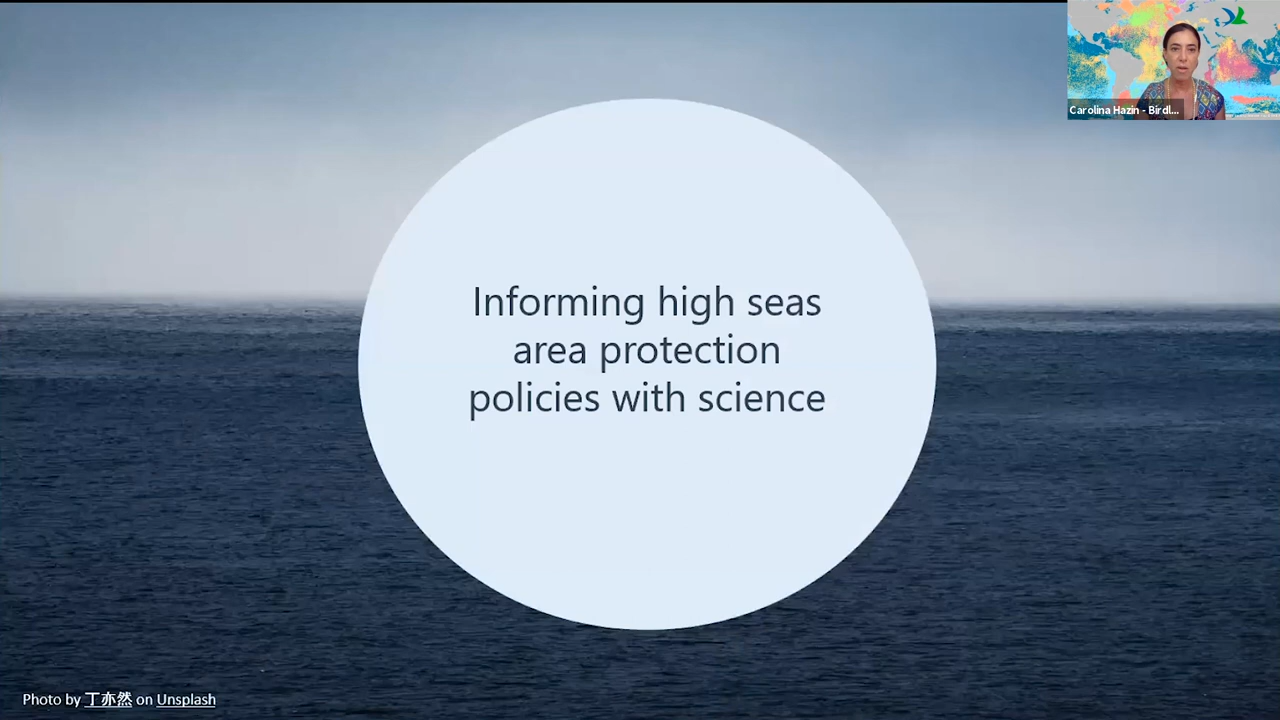 Carolina Hazin - Birdl...
Informing high seas
area protection
policies with science
Photo by 丁亦然 on Unsplash